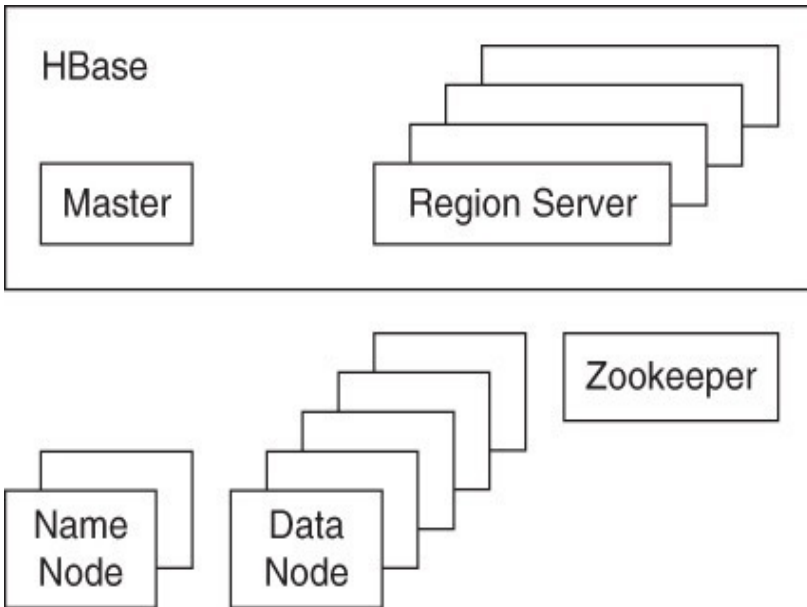 HBase
Master
Region Server
Zookeeper
Name
Node
Data
Node